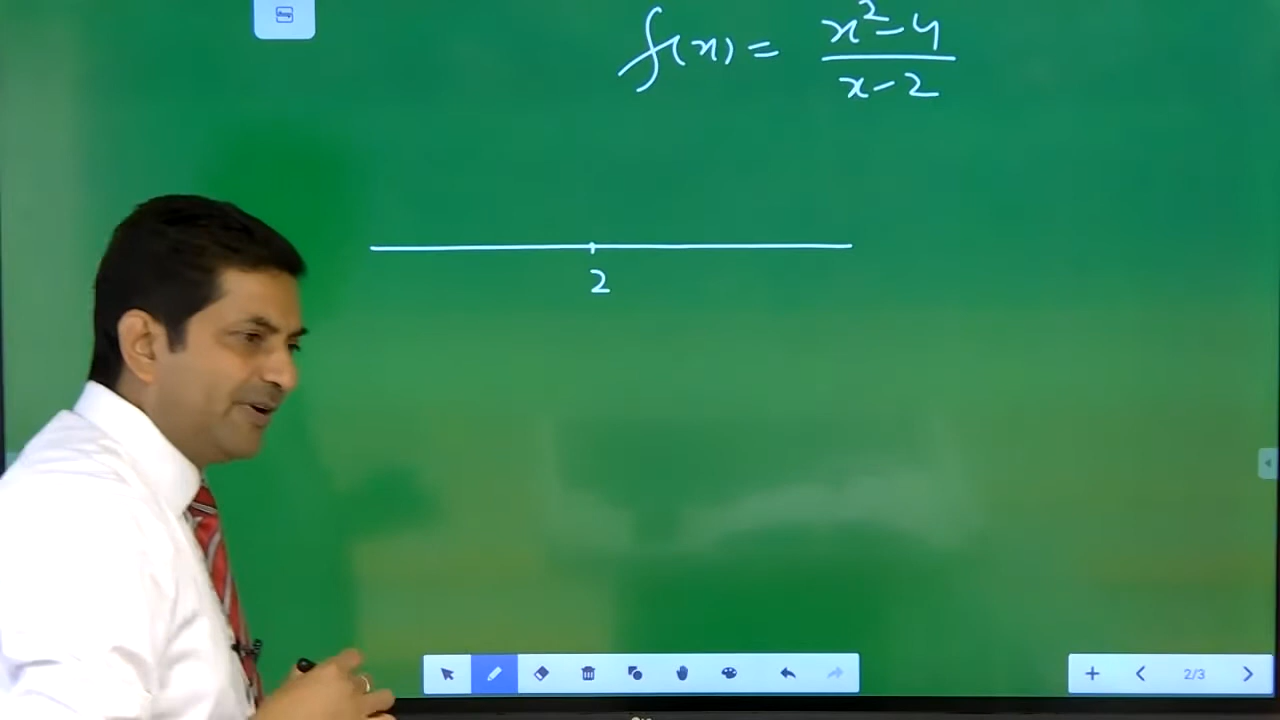 f(x) = x²-4 / x-2
2
2/3